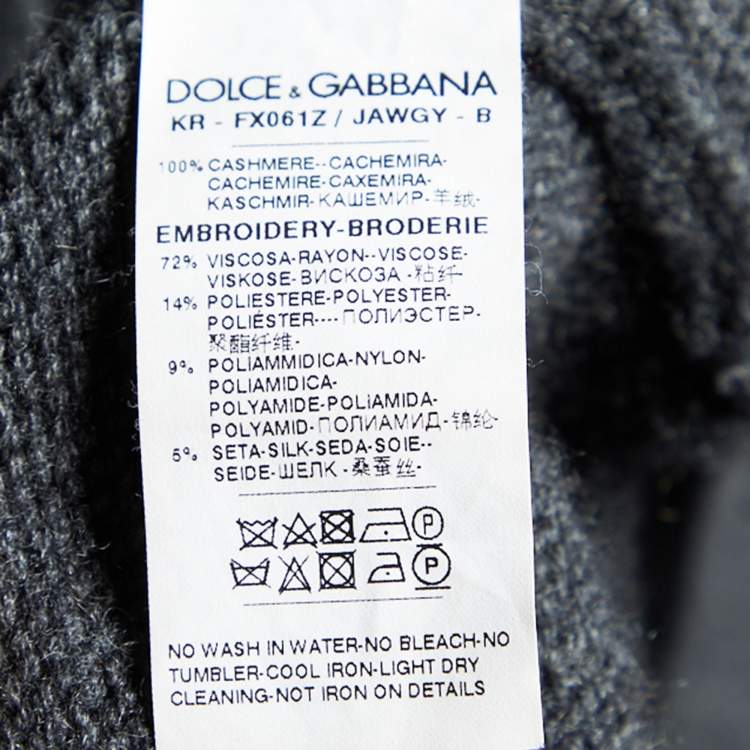 DOLCE & GABBANA
KR - FX061Z / JAWGY - B
100% CASHMERE--CACHEMIRA-
CACHEMIRE-CAXEMIRA-
KASCHMIR-КАШЕМИР-羊绒-
EMBROIDERY-BRODERIE
72% VISCOSA-RAYON--VISCOSE-
VISKOSE-ВИСКОЗА -粘纤-
14% POLIESTERE-POLYESTER-
POLIÉSTER----ПОЛИЭСТЕР-
聚酯纤维-
9% POLIAMMIDICA-NYLON-
POLIAMIDICA-
POLYAMIDE-POLIAMIDA-
POLYAMID-ПОЛИАМИД-锦纶-
5% SETA-SILK-SEDA-SOIE--
SEIDE-ШЕЛК -桑蚕丝-
P
P
NO WASH IN WATER-NO BLEACH-NO
TUMBLER-COOL IRON-LIGHT DRY
CLEANING-NOT IRON ON DETAILS